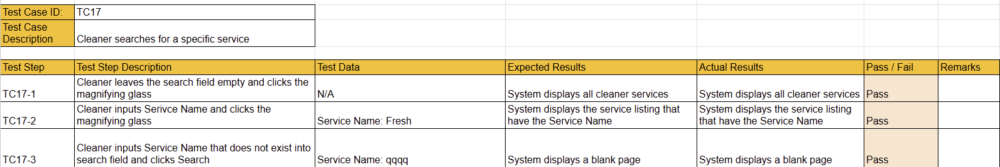 Test Case ID: TC17
Test Case
Description Cleaner searches for a specific service
Test Step Test Step Description Test Data Expected Results Actual Results Pass / Fail Remarks
Cleaner leaves the search field empty and clicks the
TC17-1 magnifying glass N/A System displays all cleaner services System displays all cleaner services Pass
Cleaner inputs Serivce Name and clicks the System displays the service listing that System displays the service listing
TC17-2 magnifying glass Service Name: Fresh have the Service Name that have the Service Name Pass
Cleaner inputs Service Name that does not exist into
TC17-3 search field and clicks Search Service Name: qqqq System displays a blank page System displays a blank page Pass